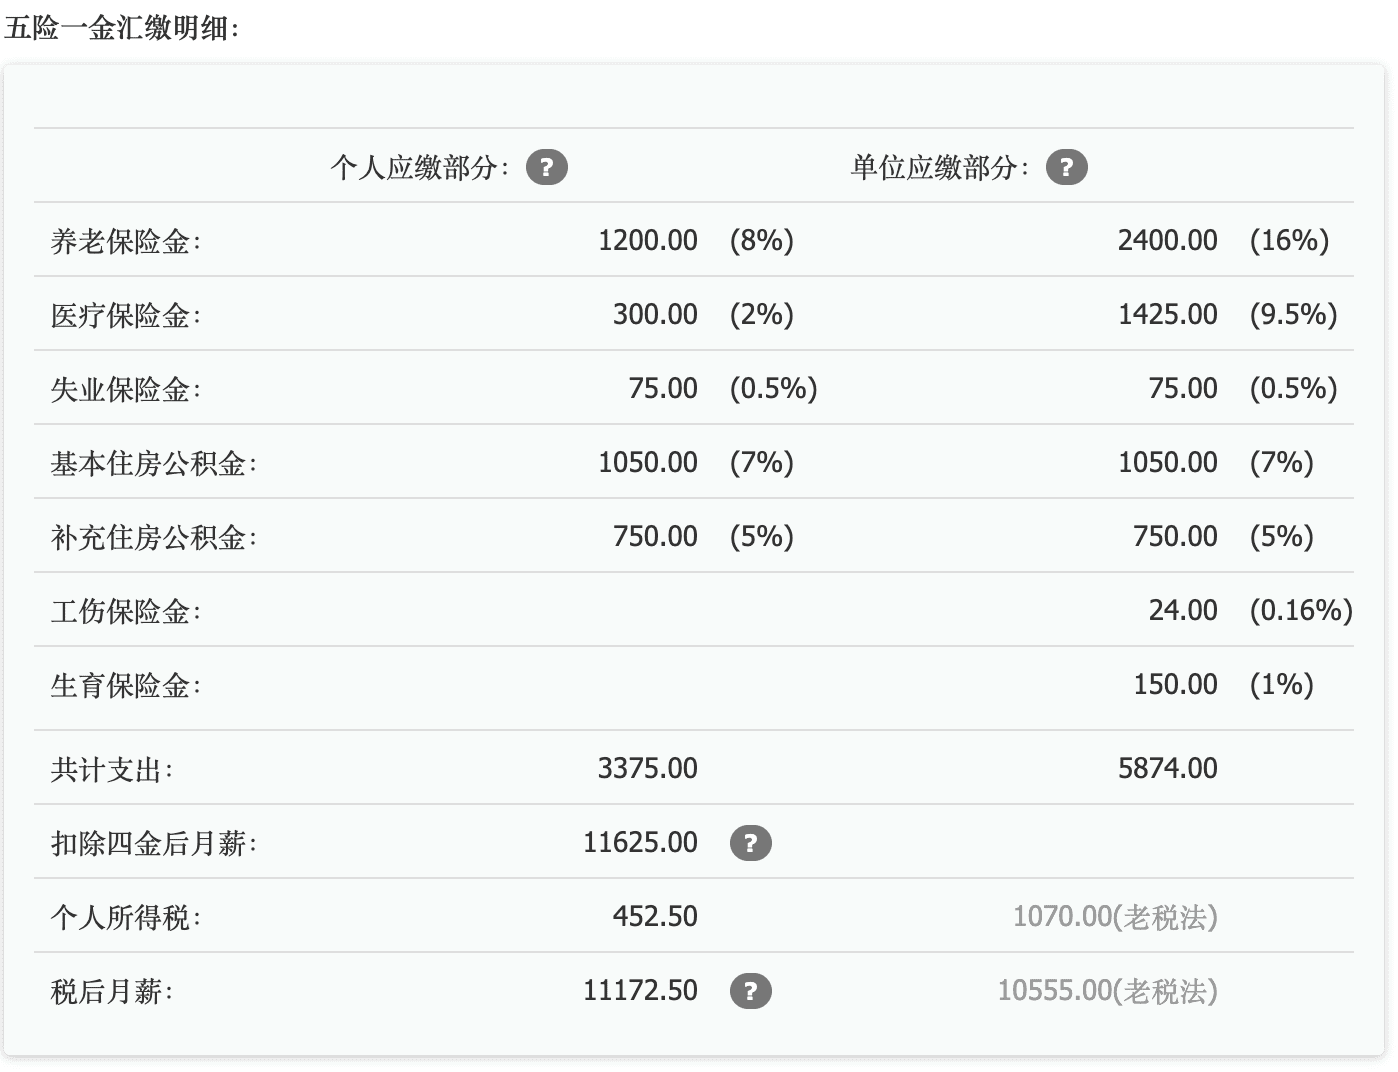 五险一金汇缴明细：
个人应缴部分： ? 单位应缴部分： ?
养老保险金： 1200.00 (8%) 2400.00 (16%)
医疗保险金： 300.00 (2%) 1425.00 (9.5%)
失业保险金： 75.00 (0.5%) 75.00 (0.5%)
基本住房公积金： 1050.00 (7%) 1050.00 (7%)
补充住房公积金： 750.00 (5%) 750.00 (5%)
工伤保险金： 24.00 (0.16%)
生育保险金： 150.00 (1%)
共计支出： 3375.00 5874.00
扣除四金后月薪： 11625.00 ?
个人所得税： 452.50 1070.00(老税法)
税后月薪： 11172.50 ? 10555.00(老税法)